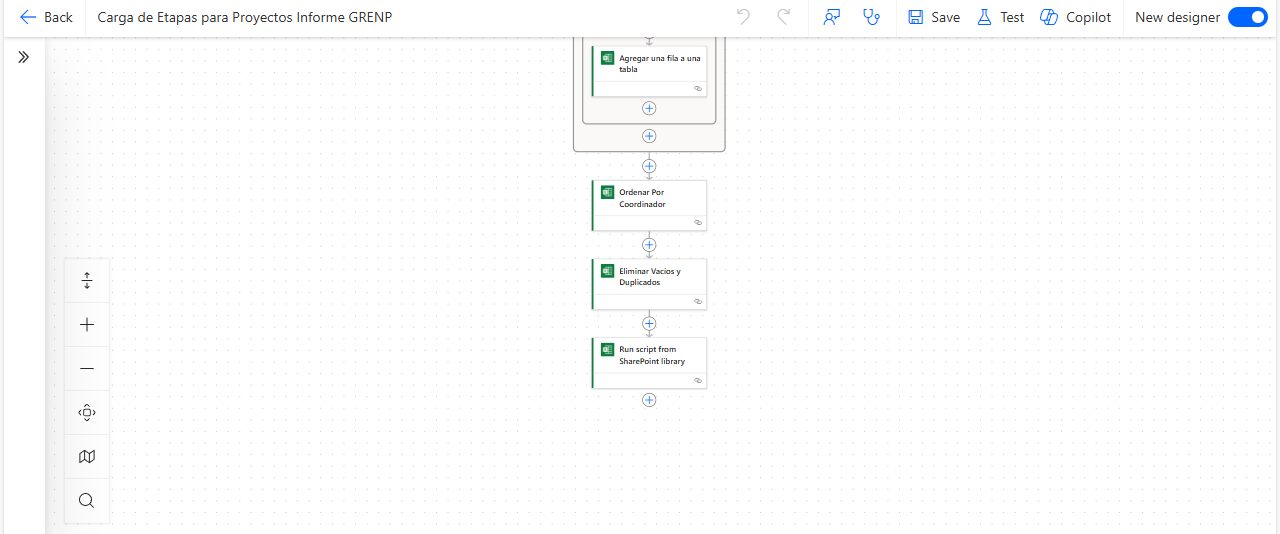 Back
Carga de Etapas para Proyectos Informe GRENP
Save
Test
Copilot
New designer
Agregar una fila a una
tabla
Ordenar Por
Coordinador
Eliminar Vacios y
Duplicados
Run script from
SharePoint library